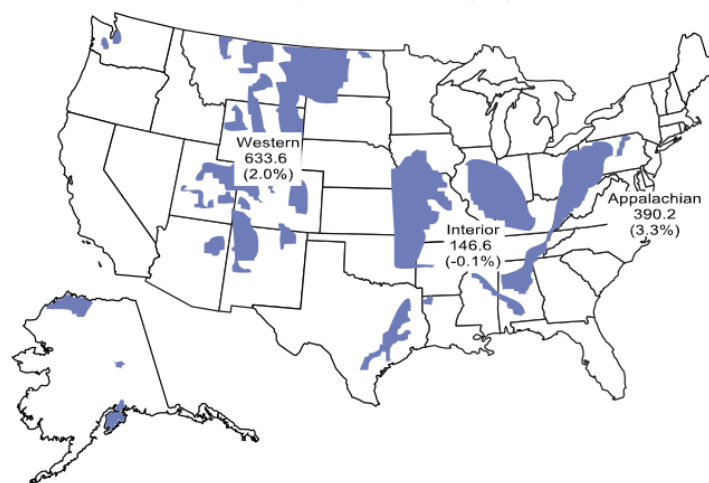 Western
633.6
(2.0%)
Appalachian
390.2
(3.3%)
Interior
146.6
(-0.1%)